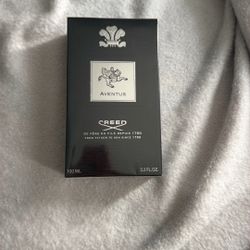 AVENTUS
CREED
DE PÈRE EN FILS DEPUIS 1760
FROM FATHER TO SON SINCE 1760
100 ML
3.3 FL.OZ